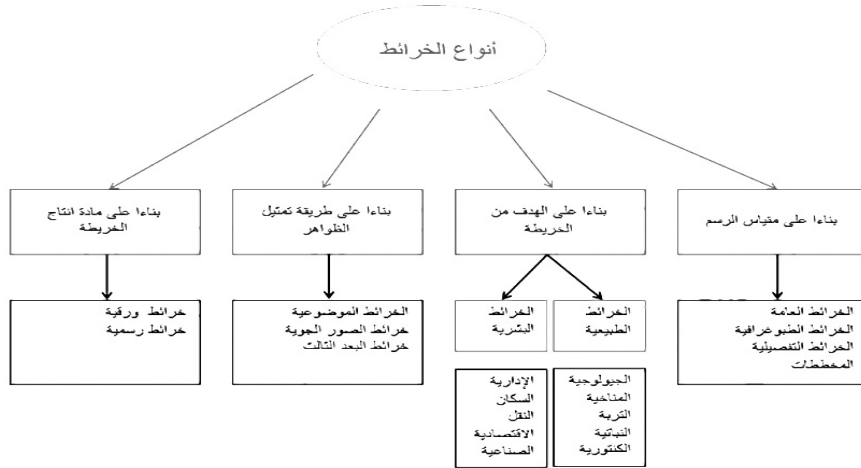 أنواع الخرائط
بناءا على مقياس الرسم
بناءا على الهدف من
الخريطة
بناءا على طريقة تمثيل
الظواهر
بناءا على مادة انتاج
الخريطة
الخرائط العامة
الخرائط الطبوغرافية
الخرائط التفصيلية
المخططات
الخرائط
الطبيعية
الخرائط
البشرية
الجيولوجية
المناخية
التربة
النباتية
الكنتورية
الإدارية
السكان
النقل
الاقتصادية
الصناعية
الخرائط الموضوعية
خرائط الصور الجوية
خرائط البعد الثالث
خرائط ورقية
خرائط رسمية